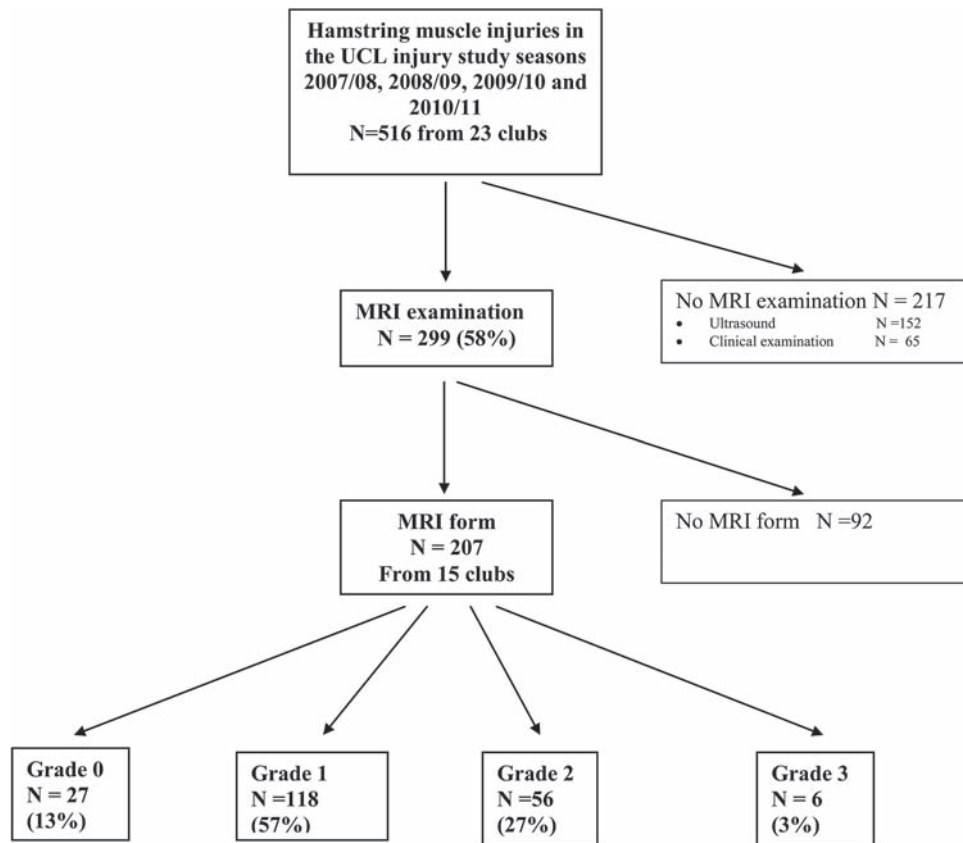 Hamstring muscle injuries in
the UCL injury study seasons
2007/08, 2008/09, 2009/10 and
2010/11
N=516 from 23 clubs
MRI examination
N = 299 (58%)
No MRI examination N = 217
• Ultrasound N =152
• Clinical examination N = 65
MRI form
N = 207
From 15 clubs
No MRI form N =92
Grade 0
N = 27
(13%)
Grade 1
N =118
(57%)
Grade 2
N =56
(27%)
Grade 3
N = 6
(3%)